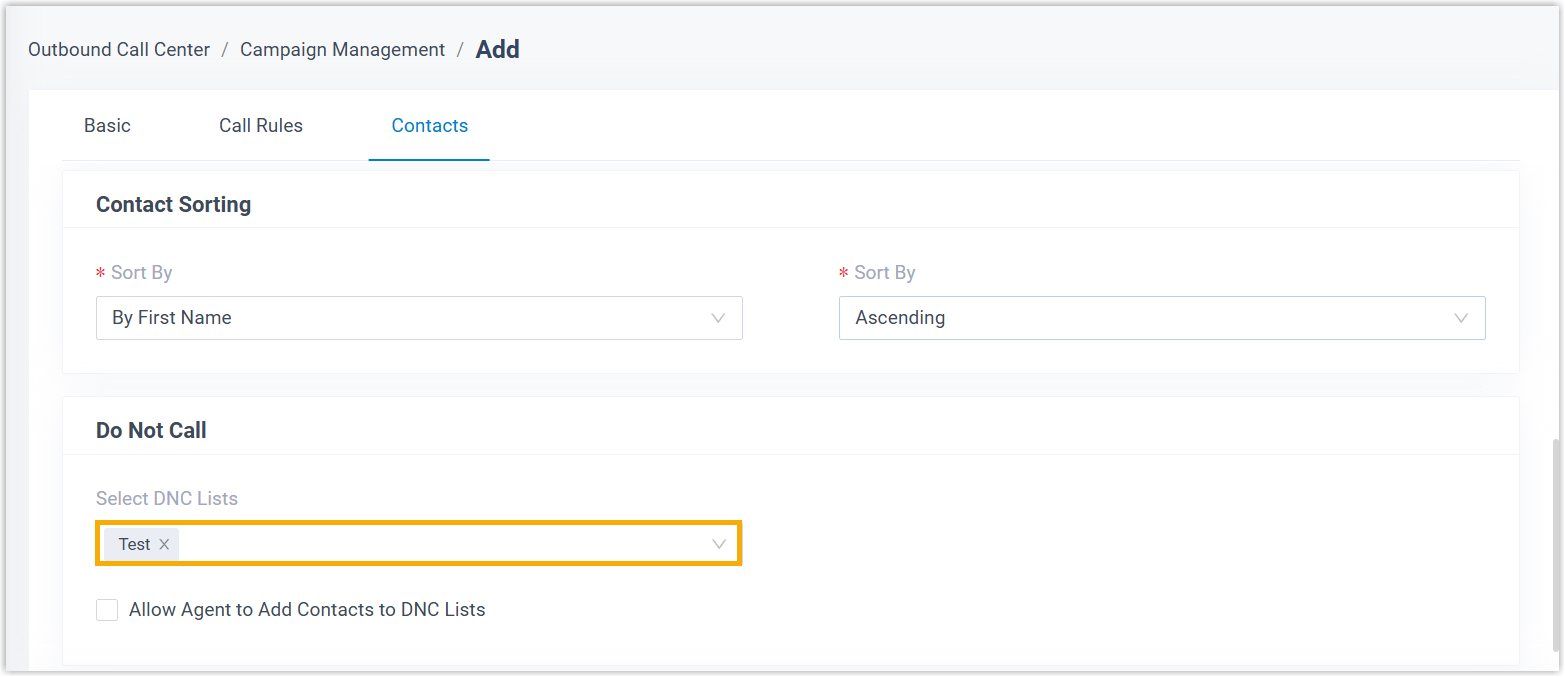 Outbound Call Center / Campaign Management / Add
Basic Call Rules Contacts
Contact Sorting
* Sort By * Sort By
By First Name Ascending
Do Not Call
Select DNC Lists
Test
Allow Agent to Add Contacts to DNC Lists